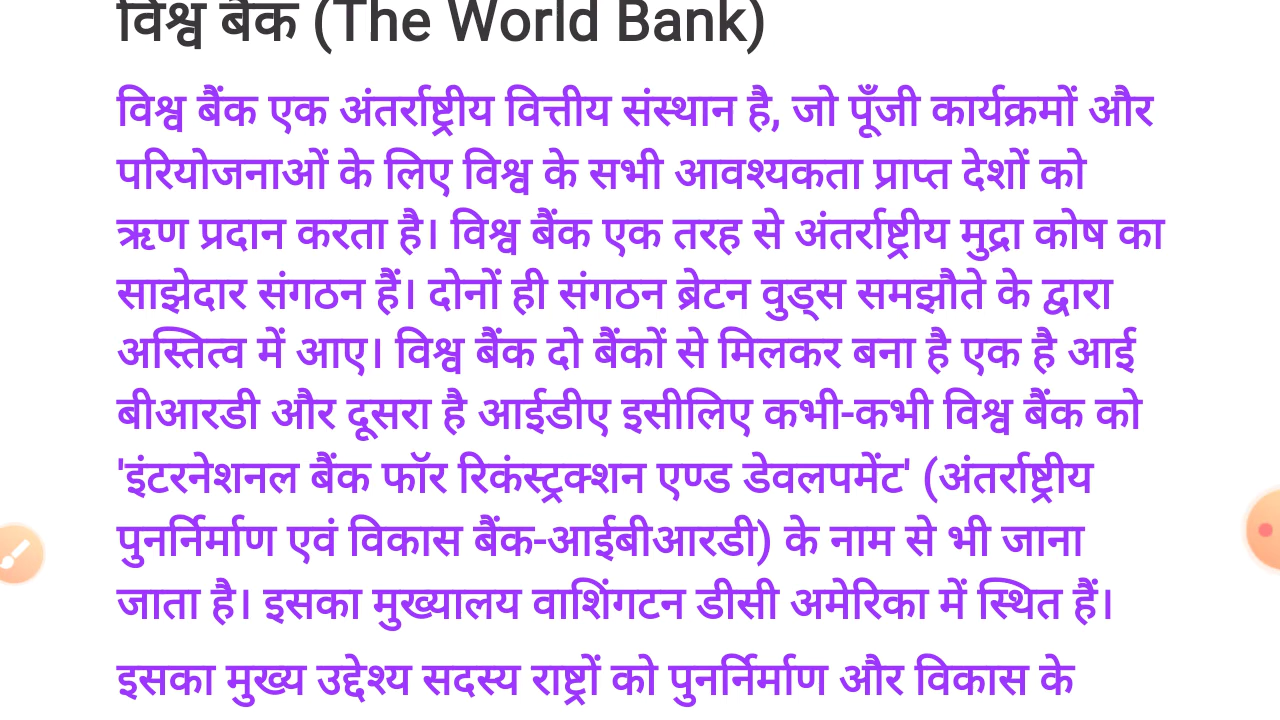 विश्व बैंक (The World Bank)
विश्व बैंक एक अंतर्राष्ट्रीय वित्तीय संस्थान है, जो पूँजी कार्यक्रमों और
परियोजनाओं के लिए विश्व के सभी आवश्यकता प्राप्त देशों को
ऋण प्रदान करता है। विश्व बैंक एक तरह से अंतर्राष्ट्रीय मुद्रा कोष का
साझेदार संगठन हैं। दोनों ही संगठन ब्रेटन वुड्स समझौते के द्वारा
अस्तित्व में आए। विश्व बैंक दो बैंकों से मिलकर बना है एक है आई
बीआरडी और दूसरा है आईडीए इसीलिए कभी-कभी विश्व बैंक को
'इंटरनेशनल बैंक फॉर रिकंस्ट्रक्शन एण्ड डेवलपमेंट' (अंतर्राष्ट्रीय
पुनर्निर्माण एवं विकास बैंक-आईबीआरडी) के नाम से भी जाना
जाता है। इसका मुख्यालय वाशिंगटन डीसी अमेरिका में स्थित हैं।
इसका मुख्य उद्देश्य सदस्य राष्ट्रों को पुनर्निर्माण और विकास के